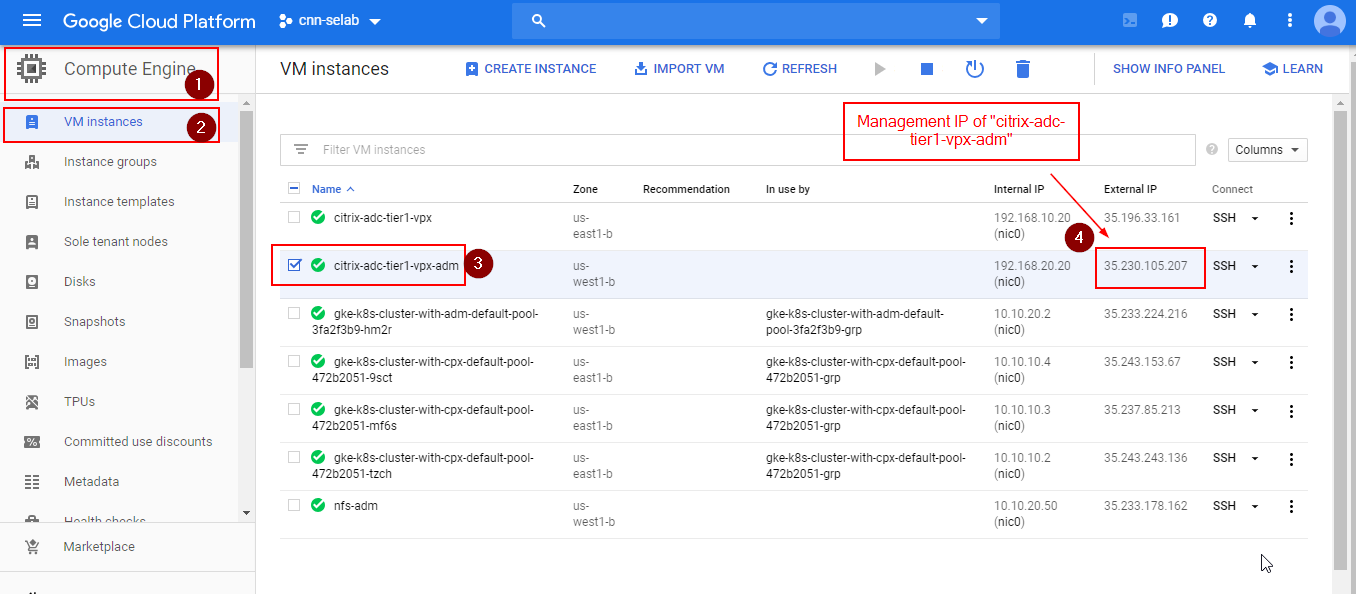 Google Cloud Platform
cnn-selab
Compute Engine
1
VM instances
2
Instance groups
Instance templates
Sole tenant nodes
Disks
Snapshots
Images
TPUs
Committed use discounts
Metadata
Health checks
Marketplace
VM instances
CREATE INSTANCE
IMPORT VM
REFRESH
SHOW INFO PANEL
LEARN
Management IP of "citrix-adc-
tier1-vpx-adm"
Filter VM instances
Columns
Name
Zone
Recommendation
In use by
Internal IP
External IP
Connect
citrix-adc-tier1-vpx
us-
east1-b
192.168.10.20
(nic0)
35.196.33.161
SSH
4
citrix-adc-tier1-vpx-adm
3
us-
west1-b
192.168.20.20
(nic0)
35.230.105.207
SSH
gke-k8s-cluster-with-adm-default-pool-
3fa2f3b9-hm2r
us-
west1-b
gke-k8s-cluster-with-adm-default-
pool-3fa2f3b9-grp
10.10.20.2
(nic0)
35.233.224.216
SSH
gke-k8s-cluster-with-cpx-default-pool-
472b2051-9sct
us-
east1-b
gke-k8s-cluster-with-cpx-default-pool-
472b2051-grp
10.10.10.4
(nic0)
35.243.153.67
SSH
gke-k8s-cluster-with-cpx-default-pool-
472b2051-mf6s
us-
east1-b
gke-k8s-cluster-with-cpx-default-pool-
472b2051-grp
10.10.10.3
(nic0)
35.237.85.213
SSH
gke-k8s-cluster-with-cpx-default-pool-
472b2051-tzch
us-
east1-b
gke-k8s-cluster-with-cpx-default-pool-
472b2051-grp
10.10.10.2
(nic0)
35.243.243.136
SSH
nfs-adm
us-
west1-b
10.10.20.50
(nic0)
35.233.178.162
SSH